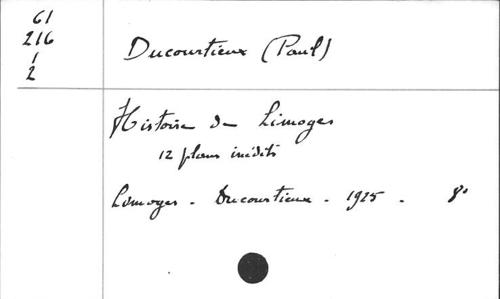 61
216
1
2
Ducourtieux (Paul)
Histoire de Limoges
12 plans inédits
Limoges - Ducourtieux - 1925 - 8°